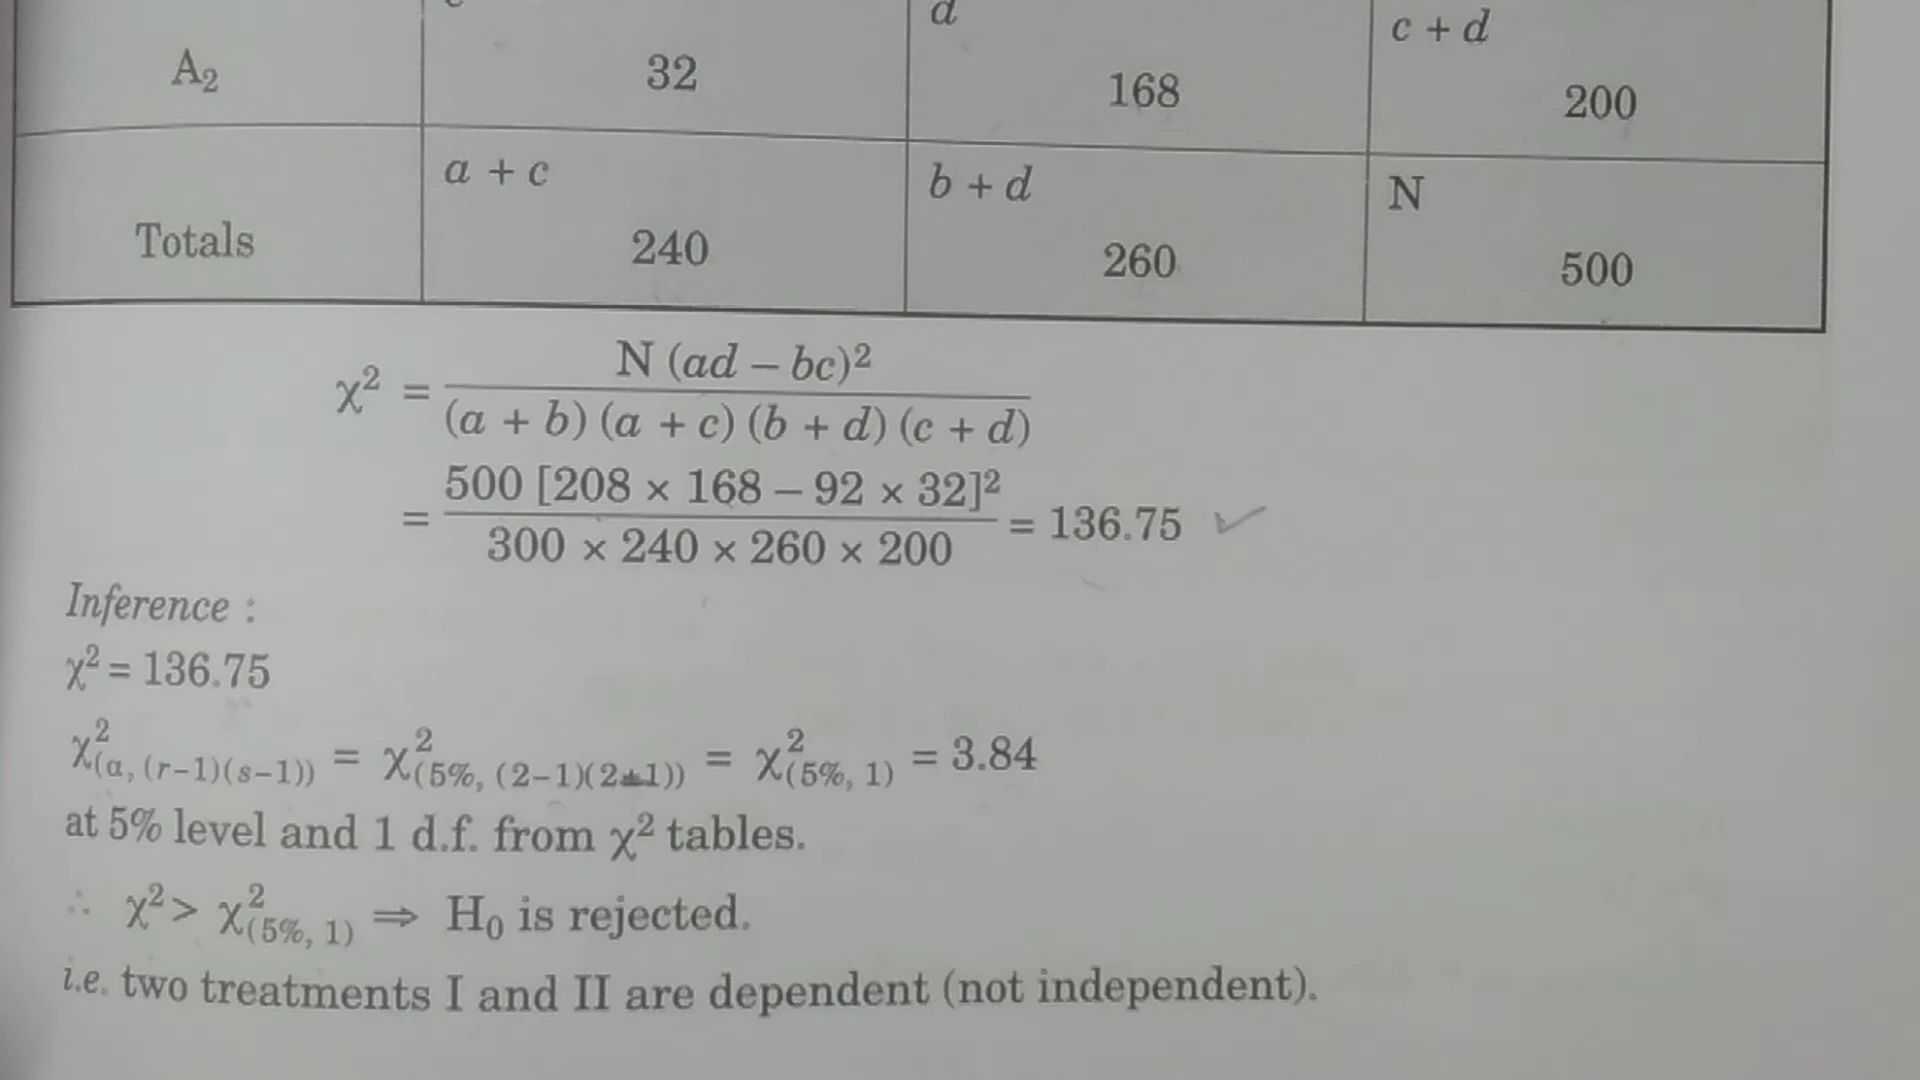 c d c + d
A₂ 32 168 200
a + c b + d N
Totals 240 260 500
χ² = N (ad – bc)² / (a + b) (a + c) (b + d) (c + d)
= 500 [208 × 168 – 92 × 32]² / 300 × 240 × 260 × 200 = 136.75 ✓
Inference :
χ² = 136.75
χ²(α, (r–1)(s–1)) = χ²(5%, (2–1)(2–1)) = χ²(5%, 1) = 3.84
at 5% level and 1 d.f. from χ² tables.
∴ χ² > χ²(5%, 1) ⇒ H₀ is rejected.
i.e. two treatments I and II are dependent (not independent).